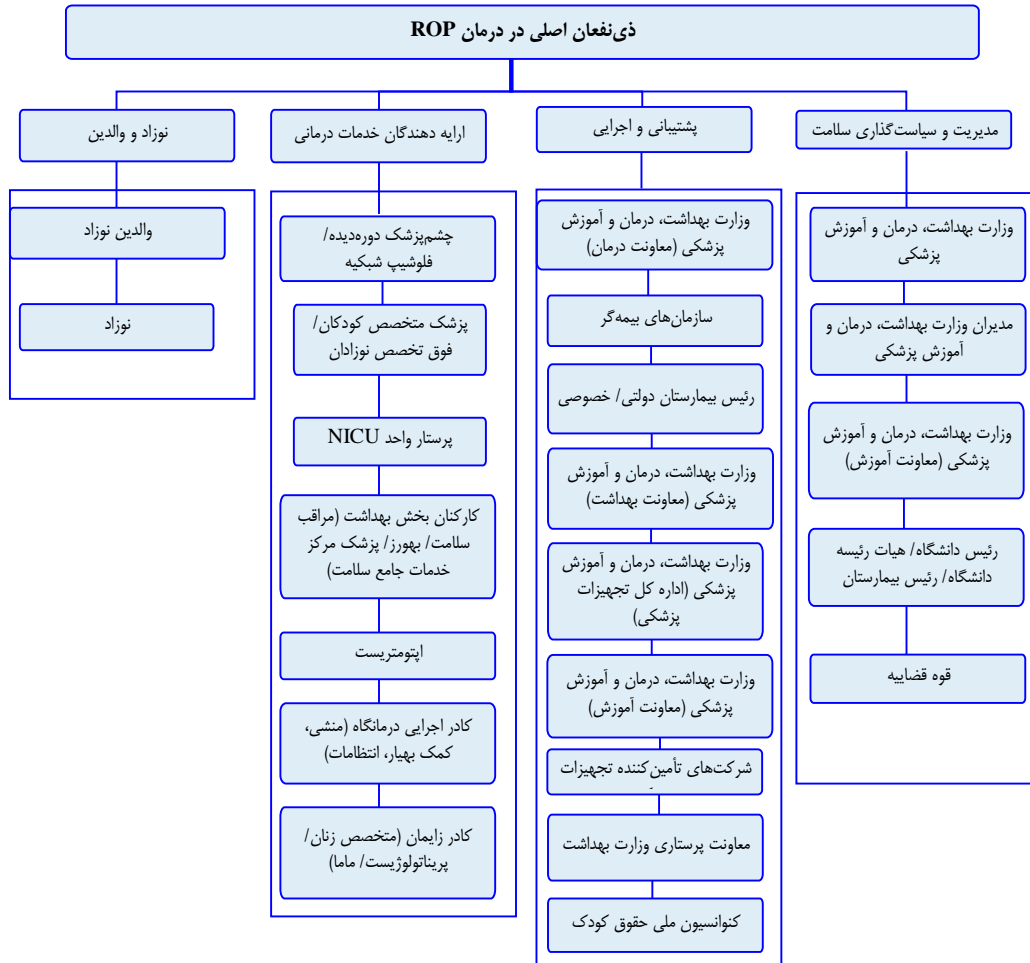 ذی‌نفعان اصلی در درمان ROP
مدیریت و سیاست‌گذاری سلامت
وزارت بهداشت، درمان و آموزش
پزشکی
مدیران وزارت بهداشت، درمان و
آموزش پزشکی
وزارت بهداشت، درمان و آموزش
پزشکی (معاونت آموزش)
رئیس دانشگاه/ هیات رئیسه
دانشگاه/ رئیس بیمارستان
قوه قضاییه
پشتیبانی و اجرایی
وزارت بهداشت، درمان و آموزش
پزشکی (معاونت درمان)
سازمان‌های بیمه‌گر
رئیس بیمارستان دولتی/ خصوصی
وزارت بهداشت، درمان و آموزش
پزشکی (معاونت بهداشت)
وزارت بهداشت، درمان و آموزش
پزشکی (اداره کل تجهیزات
پزشکی)
وزارت بهداشت، درمان و آموزش
پزشکی (معاونت آموزش)
شرکت‌های تأمین‌کننده تجهیزات
معاونت پرستاری وزارت بهداشت
کنوانسیون ملی حقوق کودک
ارایه دهندگان خدمات درمانی
چشم‌پزشک دوره‌دیده/
فلوشیپ شبکیه
پزشک متخصص کودکان/
فوق تخصص نوزادان
پرستار واحد NICU
کارکنان بخش بهداشت (مراقب
سلامت/ بهورز/ پزشک مرکز
خدمات جامع سلامت)
اپتومتریست
کادر اجرایی درمانگاه (منشی،
کمک بهیار، انتظامات)
کادر زایمان (متخصص زنان/
پریناتولوژیست/ ماما)
نوزاد و والدین
والدین نوزاد
نوزاد